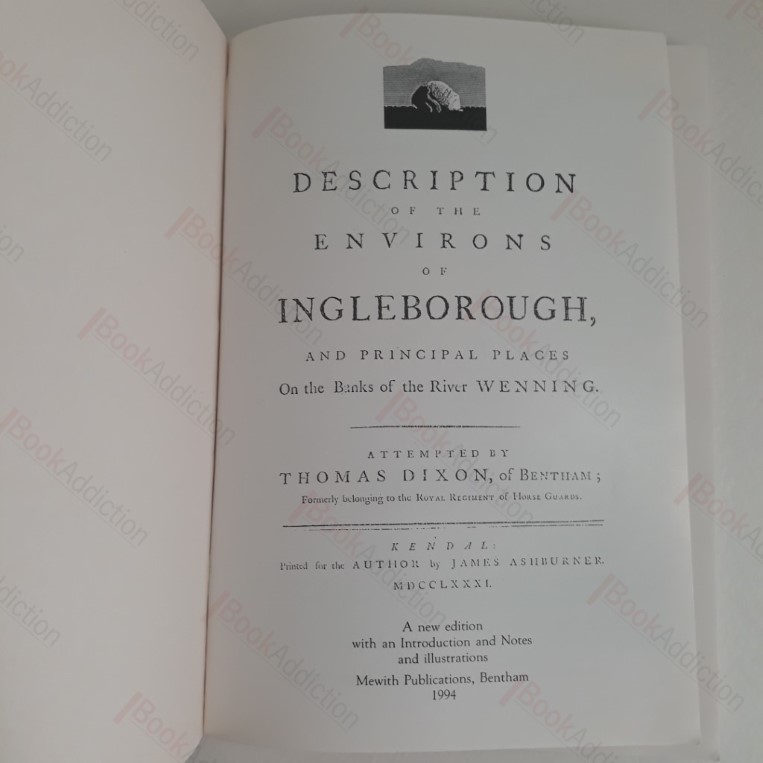 DESCRIPTION
OF THE
ENVIRONS
OF
INGLEBOROUGH,
AND PRINCIPAL PLACES
On the Banks of the River WENNING.
ATTEMPTED BY
THOMAS DIXON, of BENTHAM;
Formerly belonging to the ROYAL REGIMENT of HORSE GUARDS.
KENDAL:
Printed for the AUTHOR by JAMES ASHBURNER.
MDCCLXXXI.
A new edition
with an Introduction and Notes
and illustrations
Mewith Publications, Bentham
1994
BookAddiction